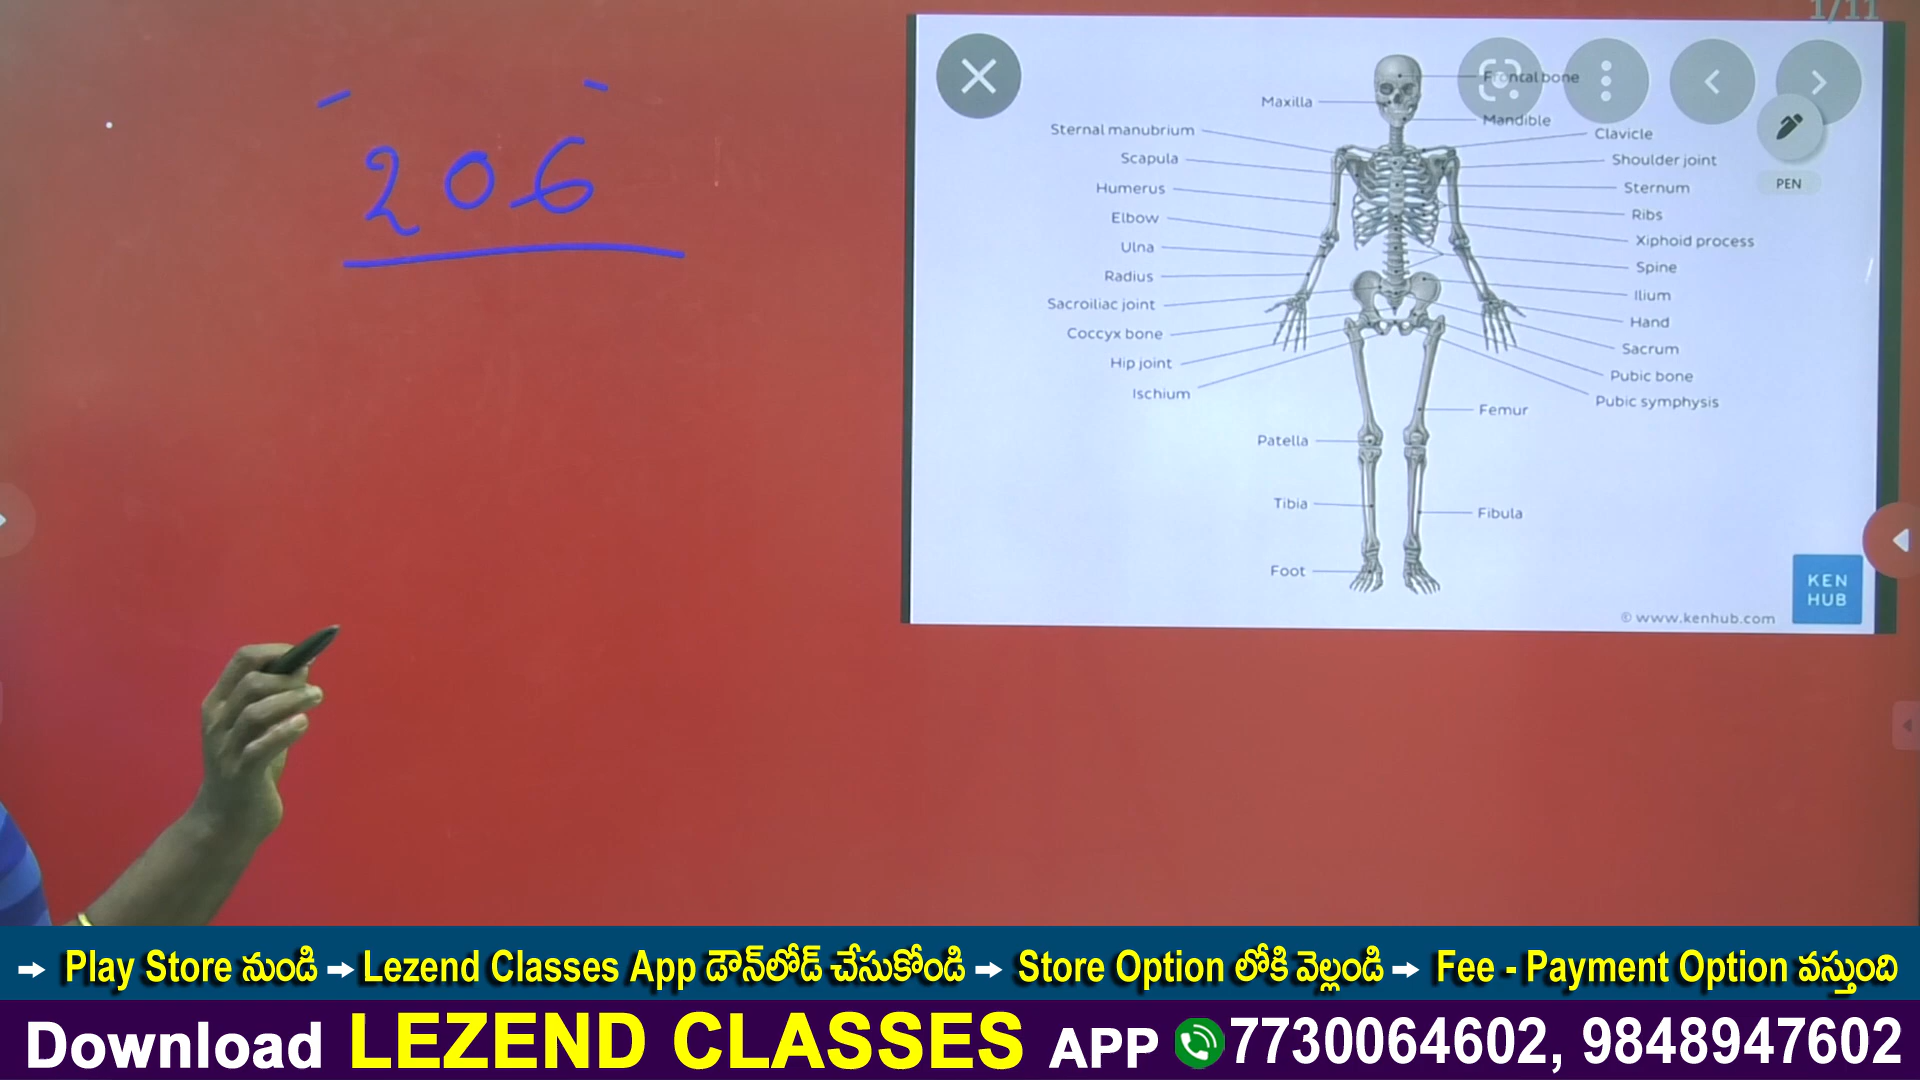 1/11
206
Frontal bone
Maxilla
Mandible
Sternal manubrium
Clavicle
Scapula
Shoulder joint
PEN
Humerus
Sternum
Elbow
Ribs
Ulna
Xiphoid process
Radius
Spine
Sacroiliac joint
Ilium
Coccyx bone
Hand
Hip joint
Sacrum
Ischium
Pubic bone
Pubic symphysis
Femur
Patella
Tibia
Fibula
Foot
KEN
HUB
© www.kenhub.com
→ Play Store నుండి → Lezend Classes App డౌన్‌లోడ్ చేసుకోండి → Store Option లోకి వెల్లండి → Fee - Payment Option వస్తుంది
Download LEZEND CLASSES APP 7730064602, 9848947602